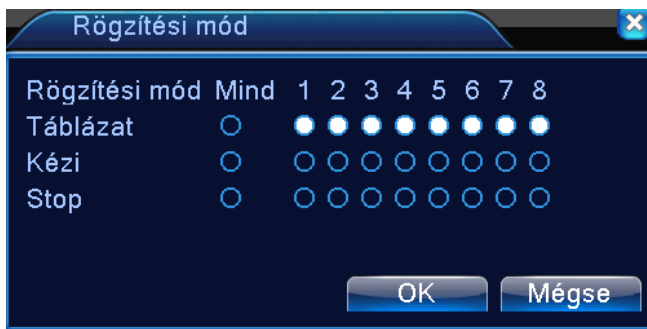 Rögzítési mód
Rögzítési mód Mind 1 2 3 4 5 6 7 8
Táblázat
Kézi
Stop
OK Mégse